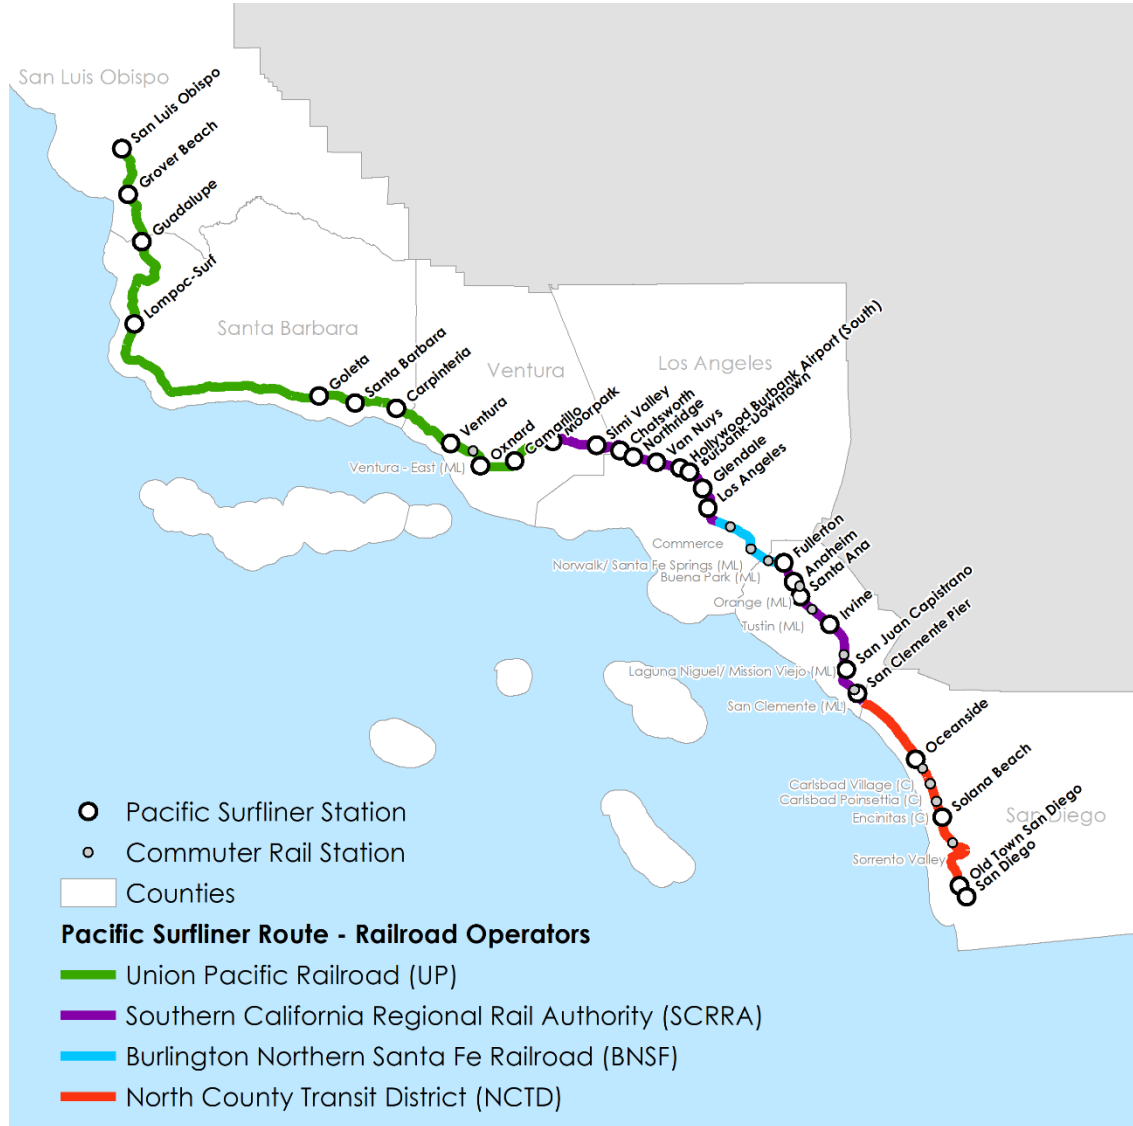 San Luis Obispo
San Luis Obispo
Grover Beach
Guadalupe
Lompoc-Surf
Santa Barbara
Goleta
Santa Barbara
Carpinteria
Ventura
Ventura
Ventura - East (ML)
Oxnard
Camarillo
Moorpark
Los Angeles
Simi Valley
Chatsworth
Northridge
Van Nuys
Hollywood Burbank Airport (South)
Burbank-Downtown
Glendale
Los Angeles
Commerce
Norwalk/ Santa Fe Springs (ML)
Buena Park (ML)
Fullerton
Anaheim
Santa Ana
Orange (ML)
Tustin (ML)
Irvine
Laguna Niguel/ Mission Viejo (ML)
San Juan Capistrano
San Clemente Pier
San Clemente (ML)
Oceanside
Carlsbad Village (C)
Carlsbad Poinsettia (C)
Encinitas (C)
Solana Beach
San Diego
Sorrento Valley
Old Town San Diego
San Diego
Pacific Surfliner Station
Commuter Rail Station
Counties
Pacific Surfliner Route - Railroad Operators
Union Pacific Railroad (UP)
Southern California Regional Rail Authority (SCRRA)
Burlington Northern Santa Fe Railroad (BNSF)
North County Transit District (NCTD)